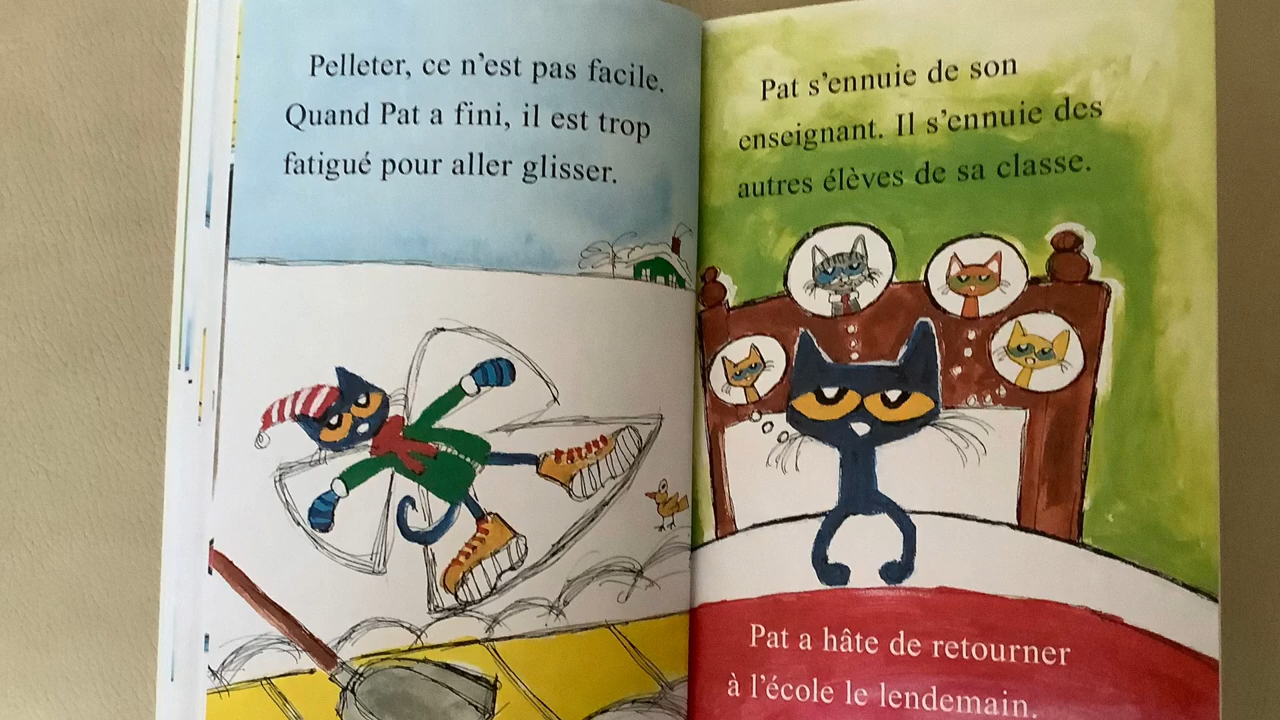 Pelleter, ce n'est pas facile.
Quand Pat a fini, il est trop
fatigué pour aller glisser.
Pat s'ennuie de son
enseignant. Il s'ennuie des
autres élèves de sa classe.
Pat a hâte de retourner
à l'école le lendemain.